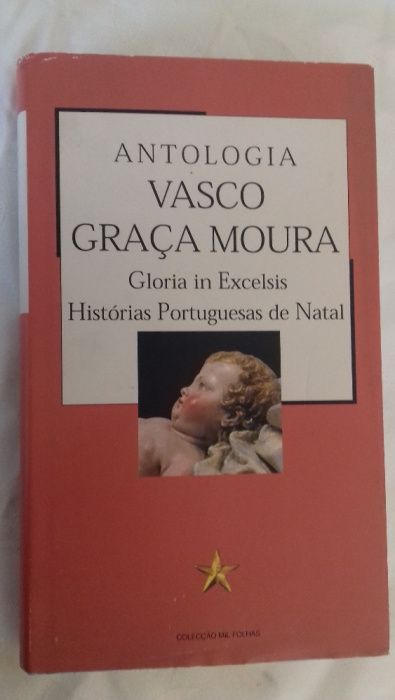 ANTOLOGIA
VASCO
GRAÇA MOURA
Gloria in Excelsis
Histórias Portuguesas de Natal
COLECÇÃO MIL FOLHAS